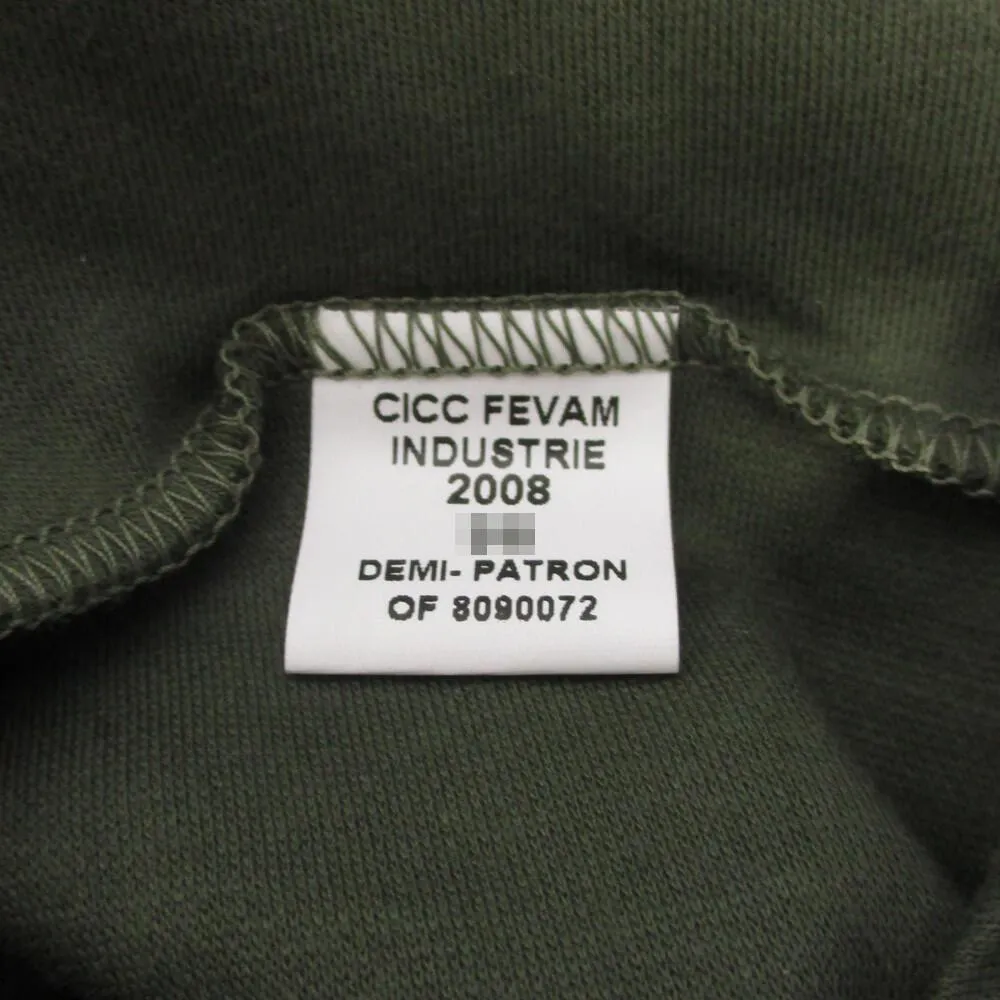 CICC FEVAM
INDUSTRIE
2008
DEMI- PATRON
OF 8090072